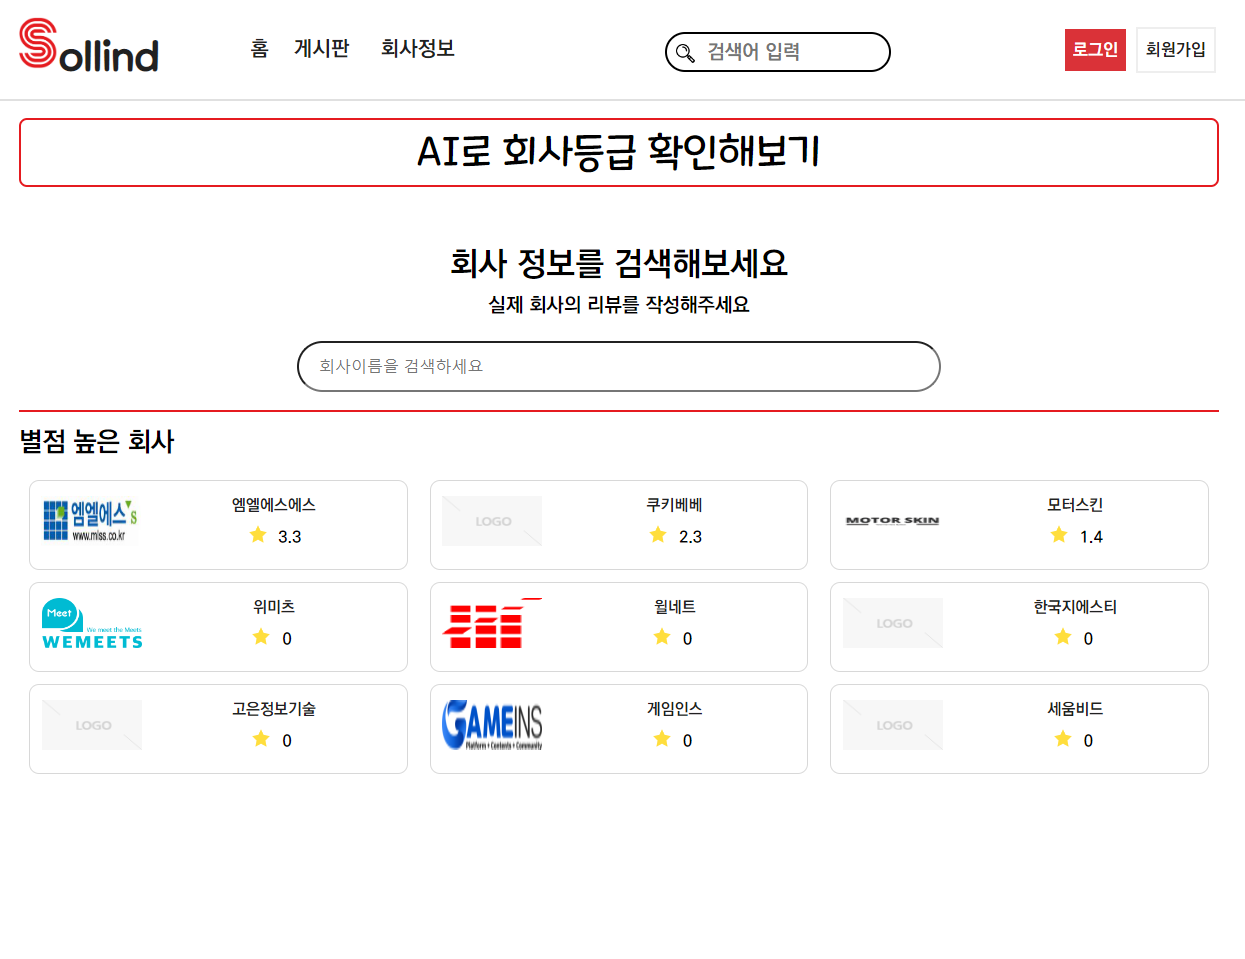 Sollind
홈 게시판 회사정보
검색어 입력
로그인 회원가입
AI로 회사등급 확인해보기
회사 정보를 검색해보세요
실제 회사의 리뷰를 작성해주세요
회사이름을 검색하세요
별점 높은 회사
엠엘에스 s
www.mlss.co.kr
엠엘에스에스
3.3
LOGO
쿠키베베
2.3
MOTOR SKIN
모터스킨
1.4
Meet
We meet the Meets
WEMEETS
위미츠
0
윌네트
0
LOGO
한국지에스티
0
LOGO
고은정보기술
0
GAMEINS
Platform + Contents + Community
게임인스
0
LOGO
세움비드
0